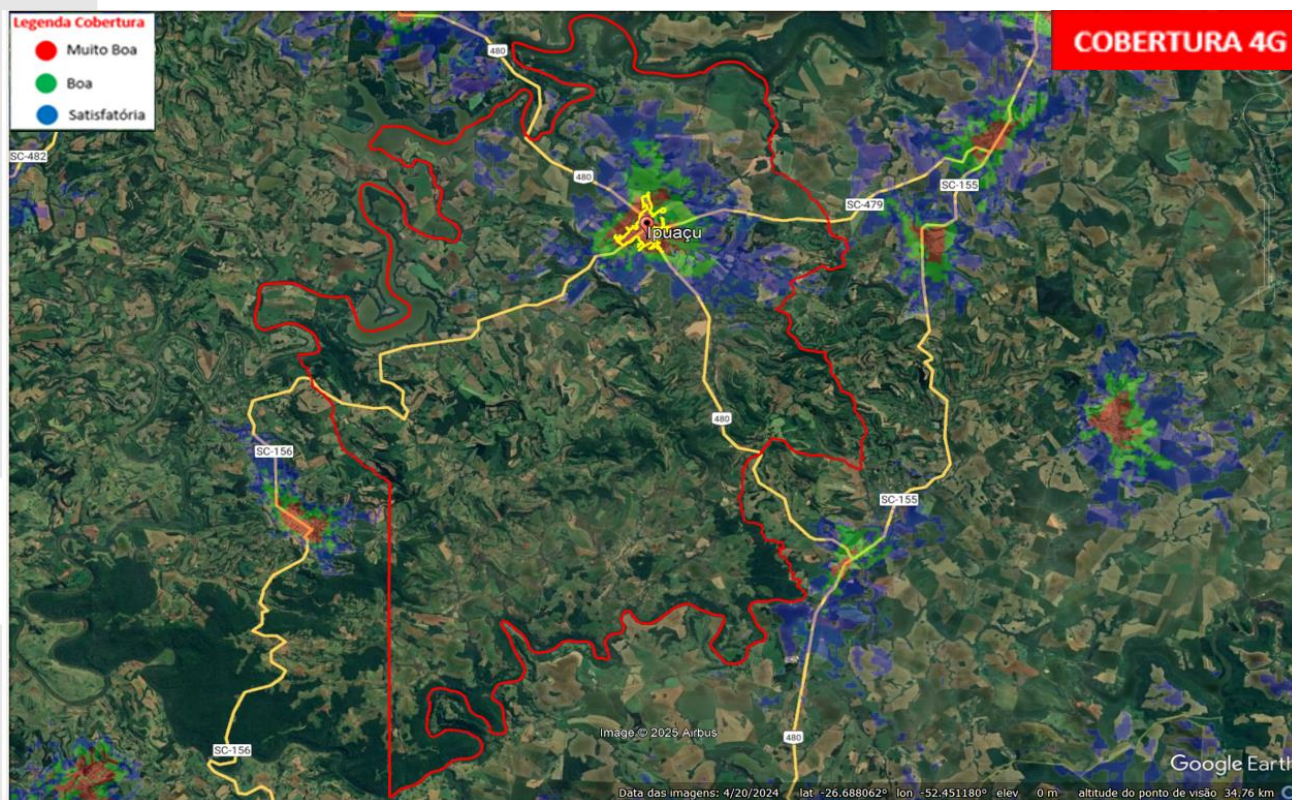 Legenda Cobertura
Muito Boa
Boa
Satisfatória
COBERTURA 4G
480
SC-482
480
SC-155
SC-479
Ipuaçu
480
SC-156
SC-155
Image © 2025 Airbus
480
SC-156
Google Earth
Data das imagens: 4/20/2024 lat -26.688062° lon -52.451180° elev 0 m altitude do ponto de visão 34.76 km